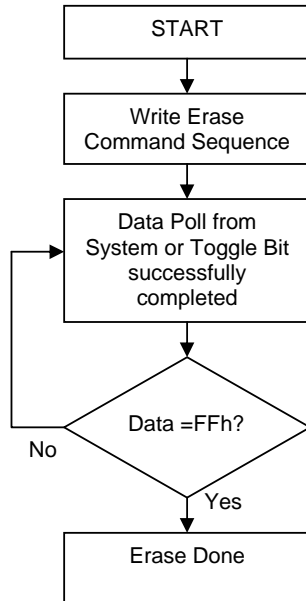 START
Write Erase
Command Sequence
Data Poll from
System or Toggle Bit
successfully
completed
Data =FFh?
No
Yes
Erase Done